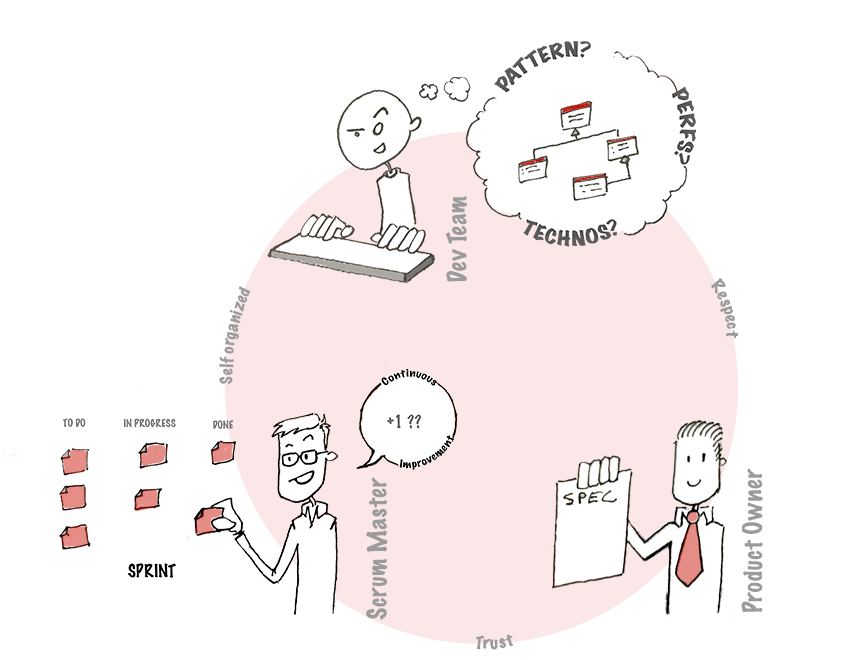 PATTERN?
PERFS?
TECHNOS?
Dev Team
Self organized
Respect
Continuous
+1 ??
Improvement
TO DO
IN PROGRESS
DONE
SPRINT
Scrum Master
SPEC
Product Owner
Trust